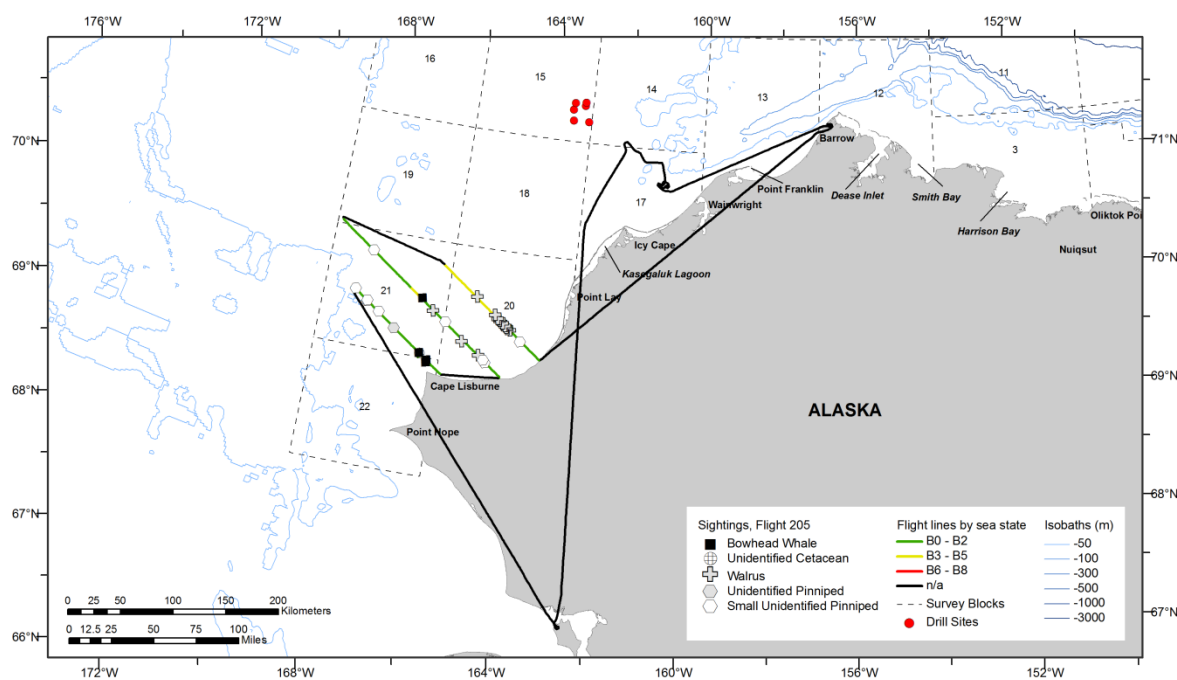 176°W 172°W 168°W 164°W 160°W 156°W 152°W
16
15
14
13
12
11
70°N
71°N
Barrow
3
19
18
17
Point Franklin
Dease Inlet
Smith Bay
Wainwright
Oliktok Poi
Harrison Bay
Icy Cape
Nuiqsut
70°N
69°N
Kasegaluk Lagoon
21
20
Point Lay
68°N
69°N
Cape Lisburne
22
ALASKA
Point Hope
67°N
68°N
Sightings, Flight 205
Bowhead Whale
Unidentified Cetacean
Walrus
Unidentified Pinniped
Small Unidentified Pinniped
Flight lines by sea state
B0 - B2
B3 - B5
B6 - B8
n/a
Survey Blocks
Drill Sites
Isobaths (m)
-50
-100
-300
-500
-1000
-3000
0 25 50 100 150 200
Kilometers
0 12.5 25 50 75 100
Miles
66°N
67°N
172°W 168°W 164°W 160°W 156°W 152°W